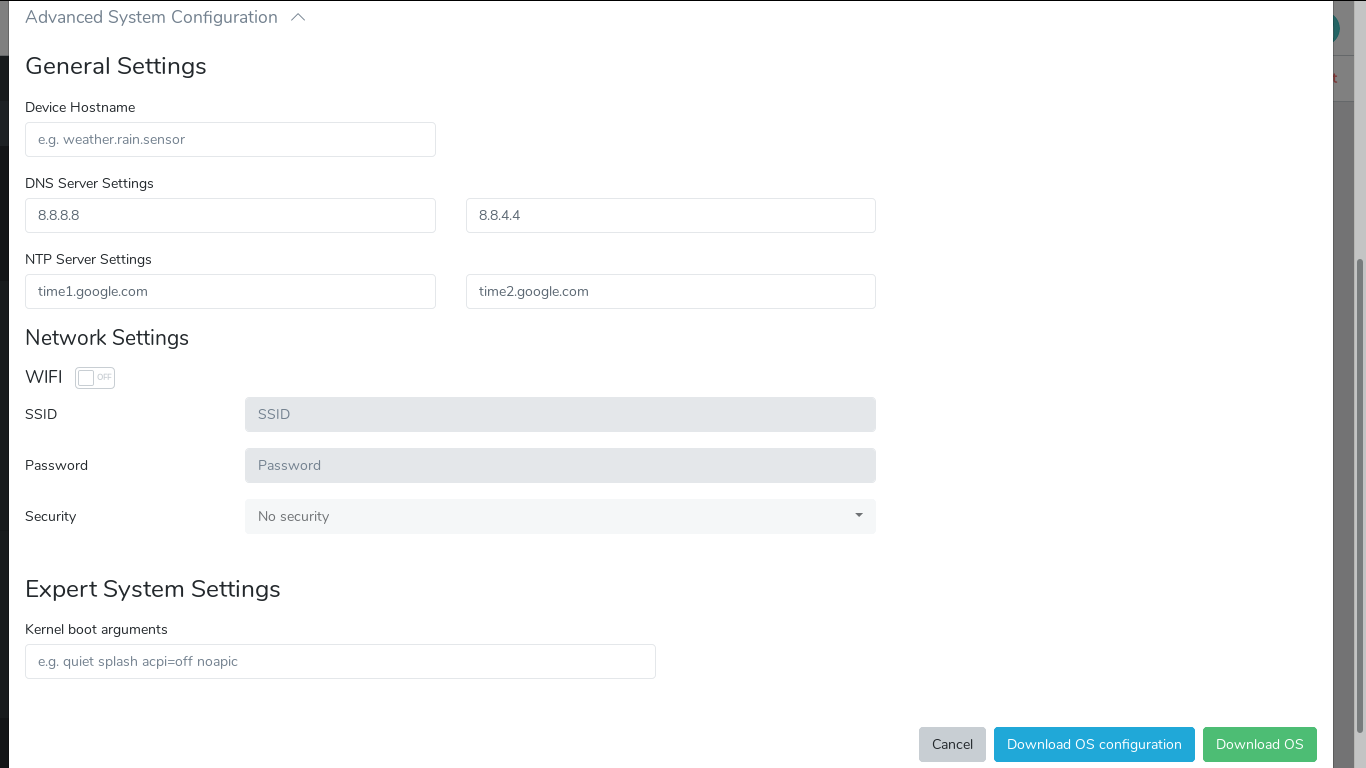 Advanced System Configuration
General Settings
Device Hostname
e.g. weather.rain.sensor
DNS Server Settings
8.8.8.8 8.8.4.4
NTP Server Settings
time1.google.com time2.google.com
Network Settings
WIFI OFF
SSID SSID
Password Password
Security No security
Expert System Settings
Kernel boot arguments
e.g. quiet splash acpi=off noapic
Cancel Download OS configuration Download OS